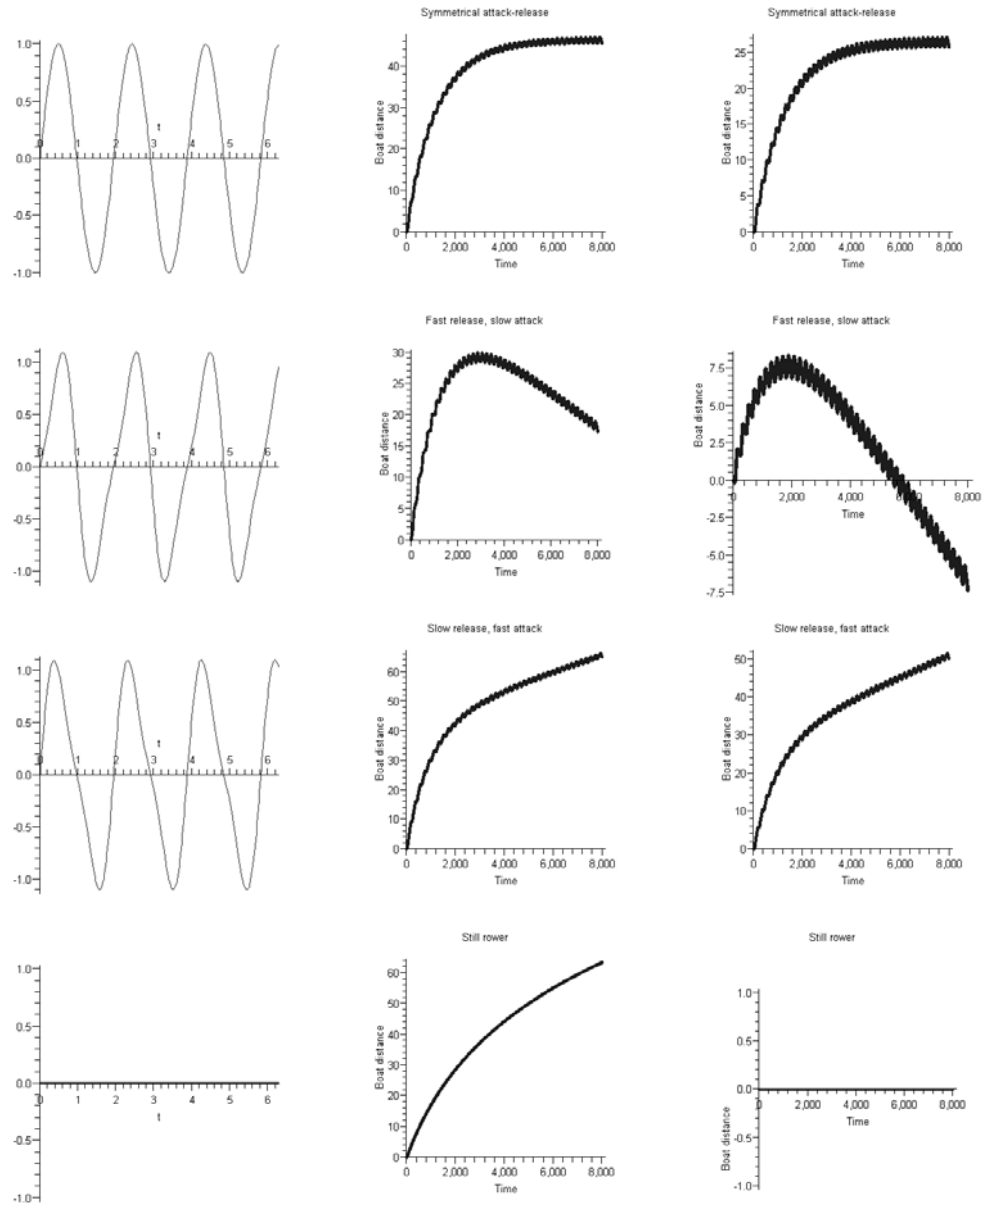 Symmetrical attack-release
Symmetrical attack-release
1.0
0.5
t
0 1 2 3 4 5 6
0.0
-0.5
-1.0
Boat distance
40
30
20
10
0
0 2,000 4,000 6,000 8,000
Time
Boat distance
25
20
15
10
5
0
0 2,000 4,000 6,000 8,000
Time
Fast release, slow attack
Fast release, slow attack
1.0
0.5
t
0 1 2 3 4 5 6
0.0
-0.5
-1.0
Boat distance
30
25
20
15
10
5
0
0 2,000 4,000 6,000 8,000
Time
Boat distance
7.5
5.0
2.5
0.0
0 2,000 4,000 6,000 8,000
Time
-2.5
-5.0
-7.5
Slow release, fast attack
Slow release, fast attack
1.0
0.5
t
0 1 2 3 4 5 6
0.0
-0.5
-1.0
Boat distance
60
50
40
30
20
10
0
0 2,000 4,000 6,000 8,000
Time
Boat distance
50
40
30
20
10
0
0 2,000 4,000 6,000 8,000
Time
Still rower
Still rower
1.0
0.5
0.0
0 1 2 3 4 5 6
t
-0.5
-1.0
Boat distance
60
50
40
30
20
10
0
0 2,000 4,000 6,000 8,000
Time
1.0
0.5
0.0
0 2,000 4,000 6,000 8,000
Time
Boat distance
-0.5
-1.0